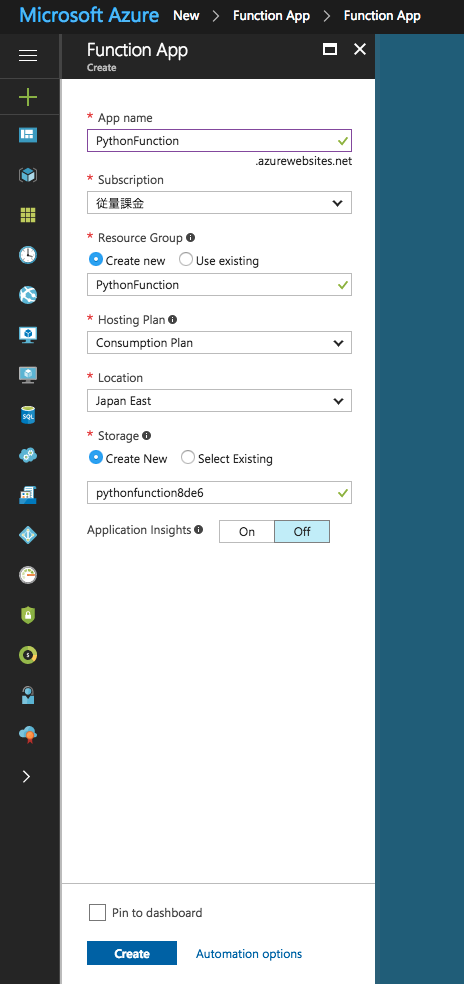 Microsoft Azure New > Function App > Function App
Function App
Create
* App name
PythonFunction
.azurewebsites.net
* Subscription
従量課金
* Resource Group
Create new Use existing
PythonFunction
* Hosting Plan
Consumption Plan
* Location
Japan East
* Storage
Create New Select Existing
pythonfunction8de6
Application Insights On Off
SQL
Pin to dashboard
Create Automation options